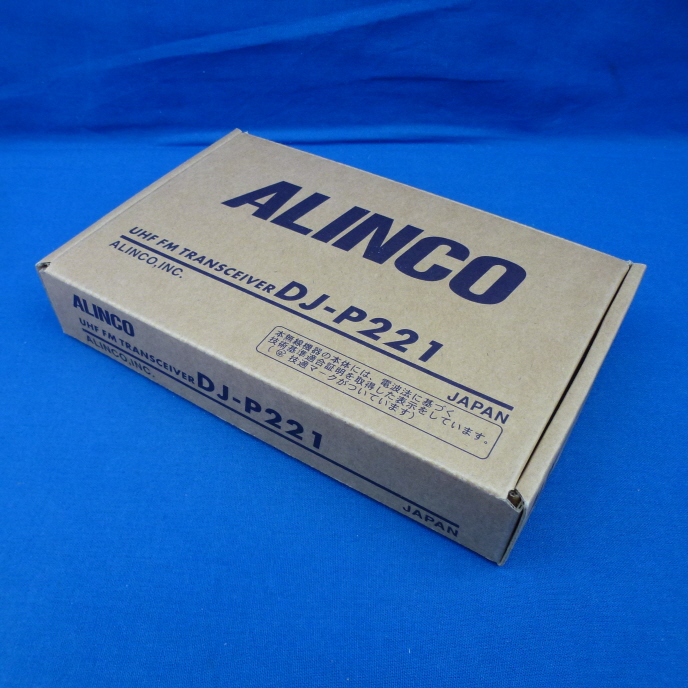 ALINCO
UHF FM TRANSCEIVER DJ-P221
ALINCO,INC.
JAPAN
本無線機器の本体には、電波法に基づく
技術基準適合証明を取得した表示をしています。
( 技適マークがついています)
ALINCO
UHF FM TRANSCEIVER DJ-P221
ALINCO,INC.
JAPAN